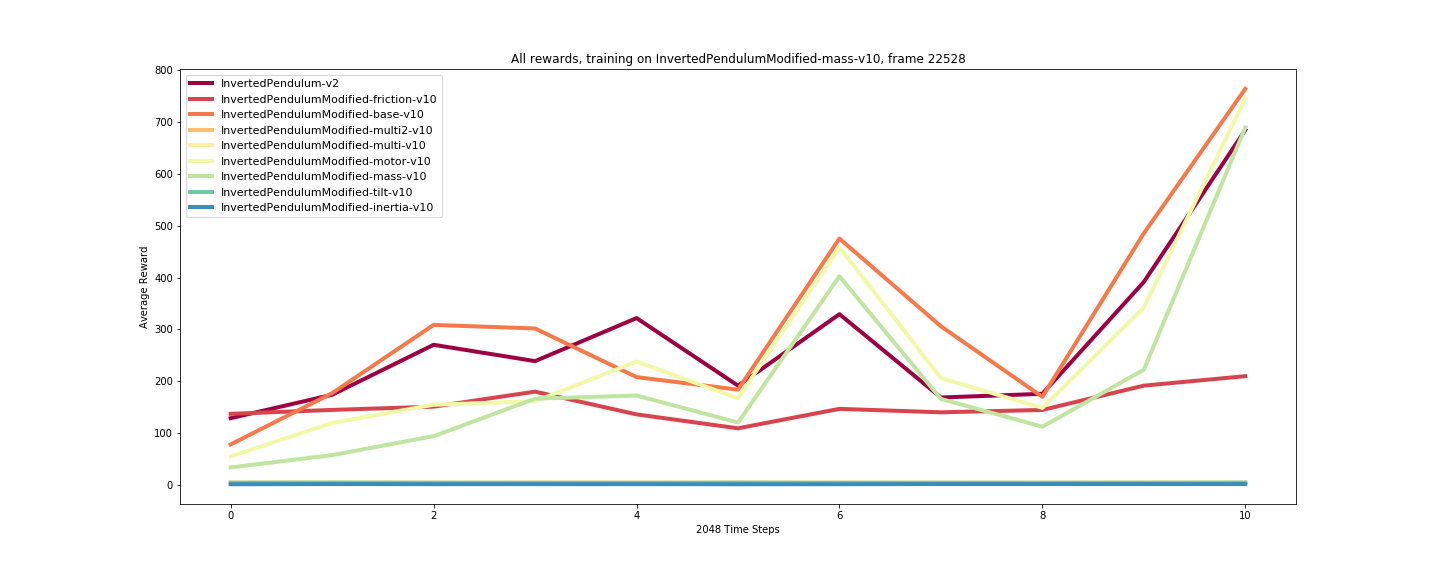 All rewards, training on InvertedPendulumModified-mass-v10, frame 22528
800
700
600
500
400
300
200
100
0
Average Reward
InvertedPendulum-v2
InvertedPendulumModified-friction-v10
InvertedPendulumModified-base-v10
InvertedPendulumModified-multi2-v10
InvertedPendulumModified-multi-v10
InvertedPendulumModified-motor-v10
InvertedPendulumModified-mass-v10
InvertedPendulumModified-tilt-v10
InvertedPendulumModified-inertia-v10
0 2 4 6 8 10
2048 Time Steps